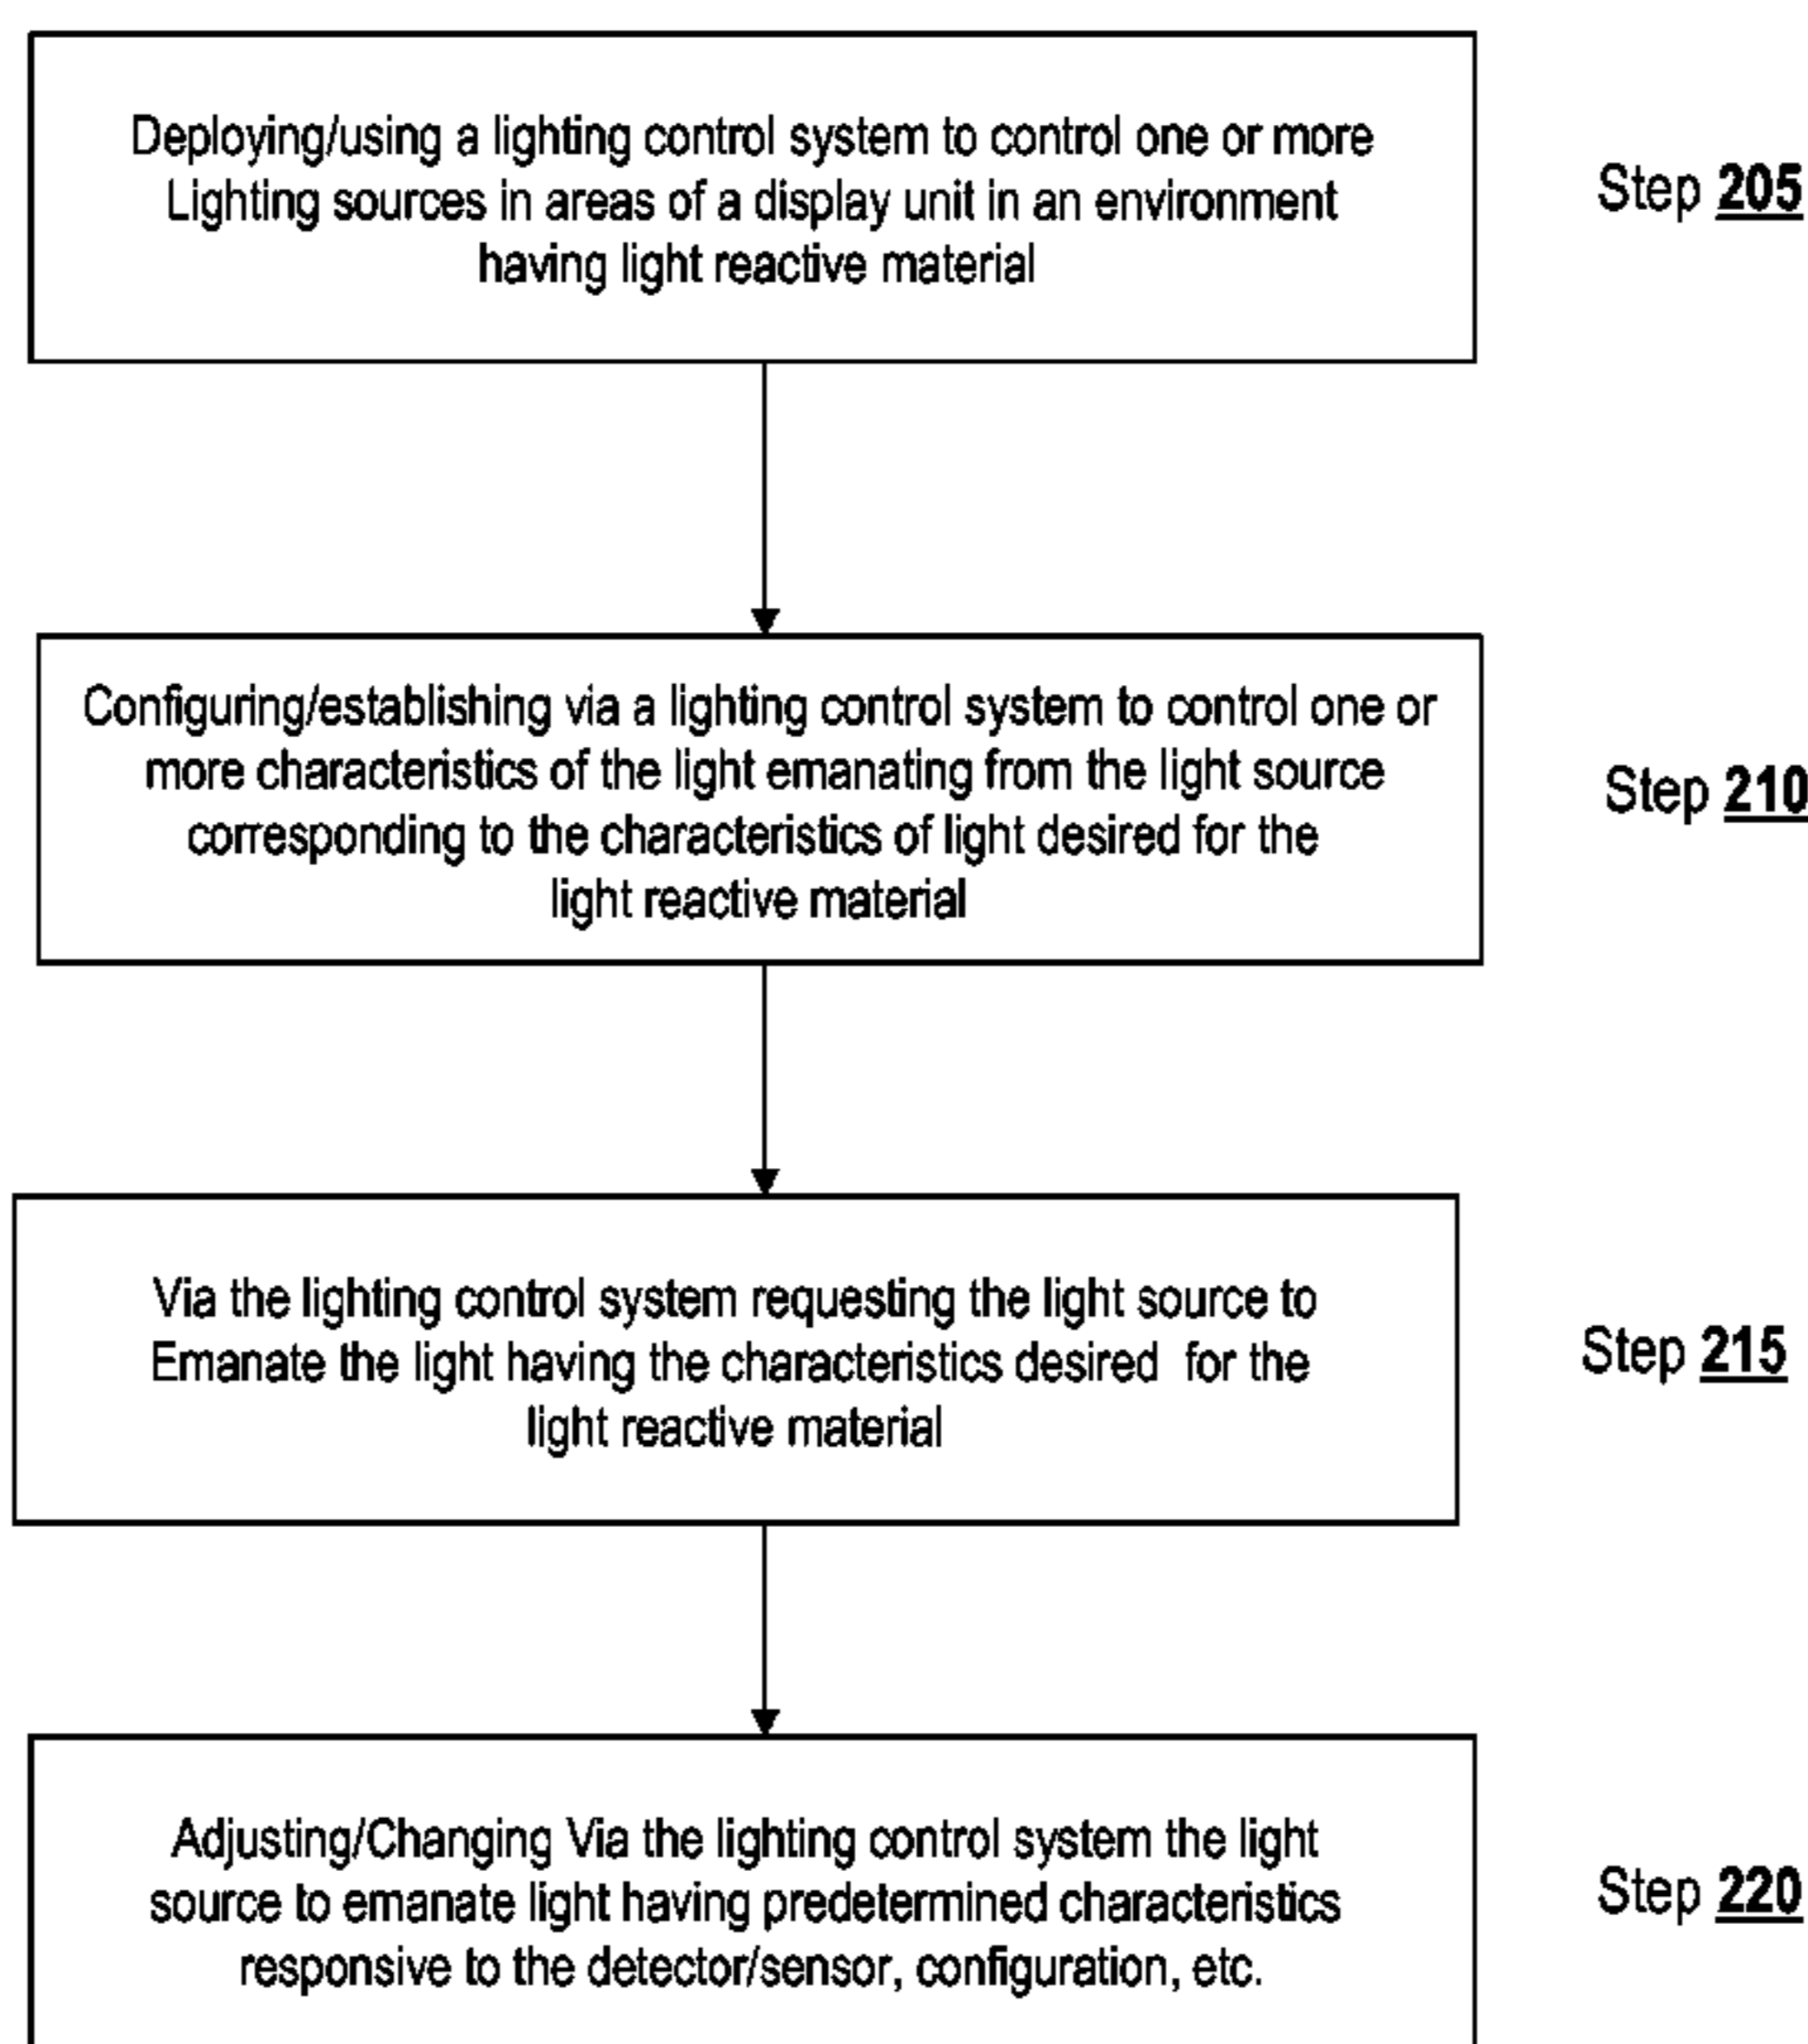 Deploying/using a lighting control system to control one or more
Lighting sources in areas of a display unit in an environment
having light reactive material
Step 205
Configuring/establishing via a lighting control system to control one or
more characteristics of the light emanating from the light source
corresponding to the characteristics of light desired for the
light reactive material
Step 210
Via the lighting control system requesting the light source to
Emanate the light having the characteristics desired for the
light reactive material
Step 215
Adjusting/Changing Via the lighting control system the light
source to emanate light having predetermined characteristics
responsive to the detector/sensor, configuration, etc.
Step 220